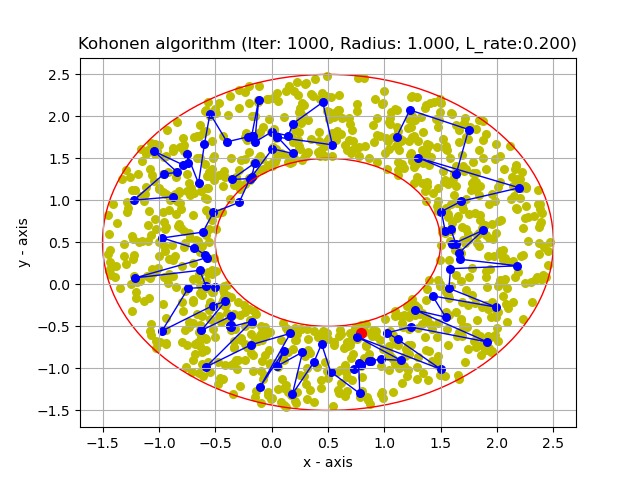 Kohonen algorithm (Iter: 1000, Radius: 1.000, L_rate:0.200)
2.5
2.0
1.5
1.0
0.5
0.0
−0.5
−1.0
−1.5
y - axis
−1.5 −1.0 −0.5 0.0 0.5 1.0 1.5 2.0 2.5
x - axis